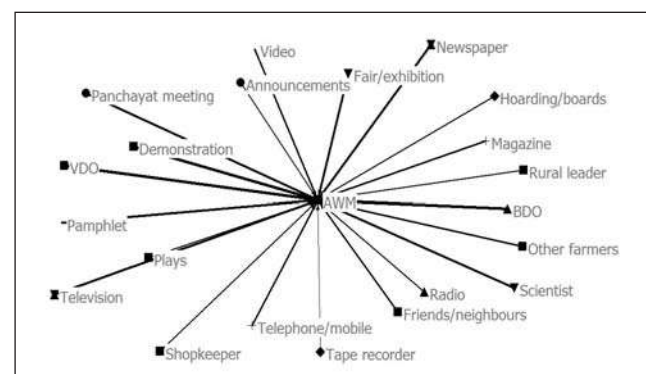 Video
Newspaper
Fair/exhibition
Announcements
Panchayat meeting
Hoarding/boards
Demonstration
Magazine
VDO
Rural leader
AWM
BDO
Pamphlet
Other farmers
Plays
Scientist
Television
Radio
Friends/neighbours
Telephone/mobile
Shopkeeper
Tape recorder